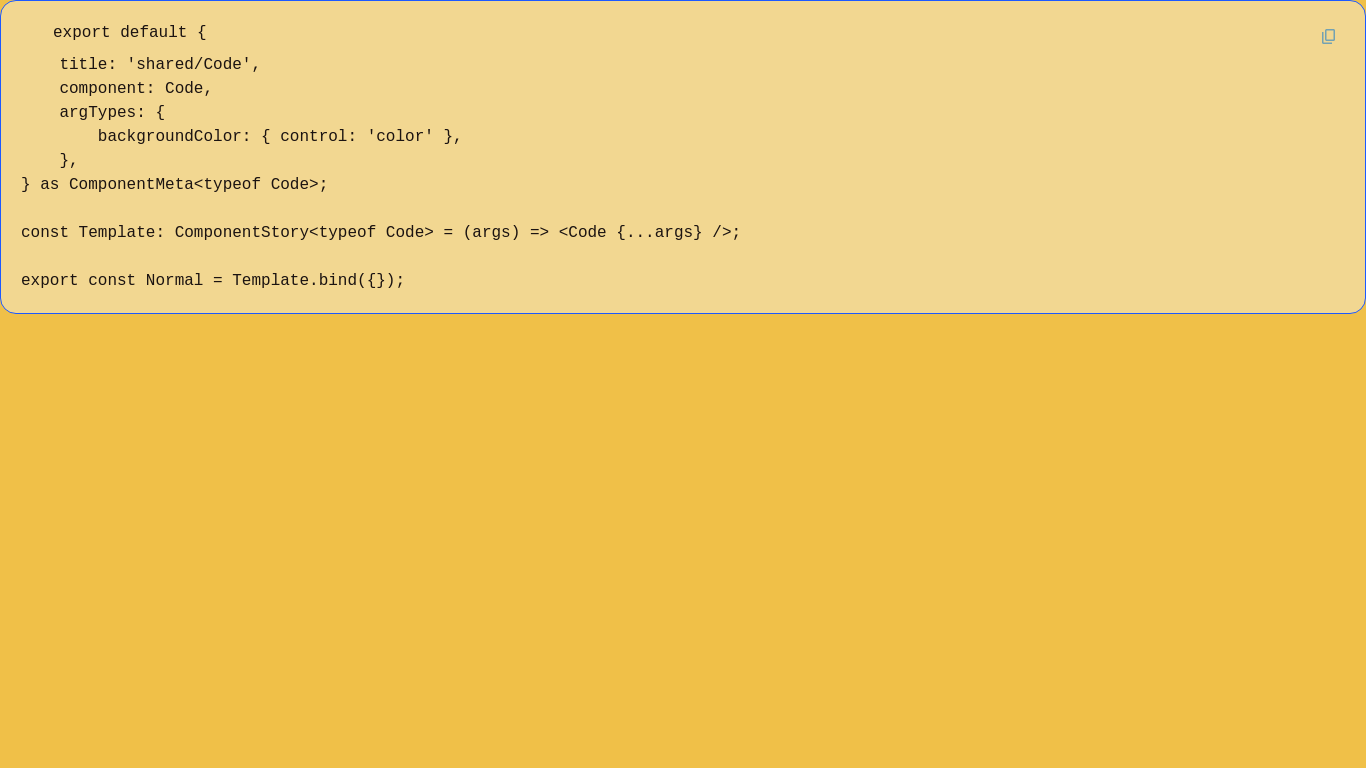 export default {
    title: 'shared/Code',
    component: Code,
    argTypes: {
        backgroundColor: { control: 'color' },
    },
} as ComponentMeta<typeof Code>;

const Template: ComponentStory<typeof Code> = (args) => <Code {...args} />;

export const Normal = Template.bind({});